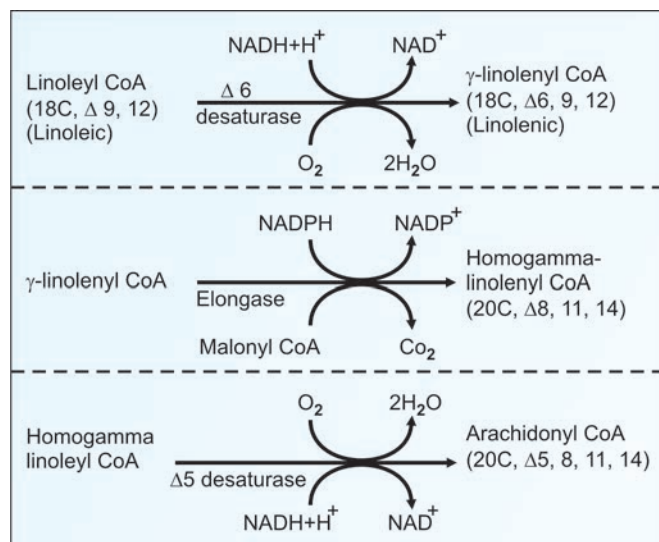 NADH+H⁺ NAD⁺
Linoleyl CoA
(18C, Δ 9, 12)
(Linoleic)
Δ 6
desaturase
γ-linolenyl CoA
(18C, Δ6, 9, 12)
(Linolenic)
O₂ 2H₂O
NADPH NADP⁺
γ-linolenyl CoA
Elongase
Homogamma-
linolenyl CoA
(20C, Δ8, 11, 14)
Malonyl CoA Co₂
O₂ 2H₂O
Homogamma
linoleyl CoA
Δ5 desaturase
Arachidonyl CoA
(20C, Δ5, 8, 11, 14)
NADH+H⁺ NAD⁺